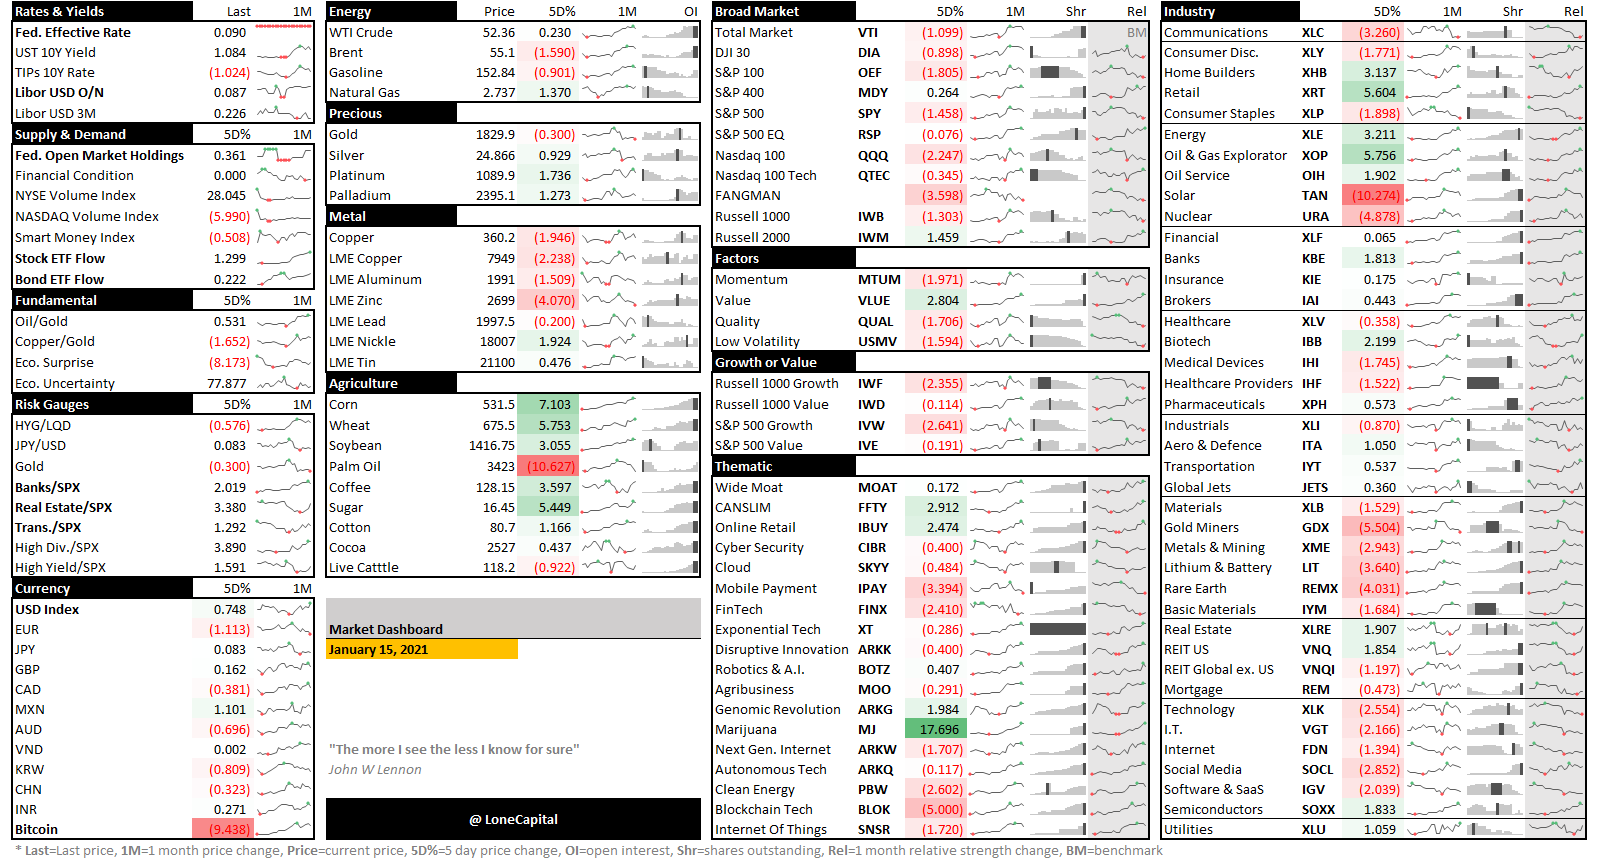 Rates & Yields Last 1M
Fed. Effective Rate 0.090
UST 10Y Yield 1.084
TIPs 10Y Rate (1.024)
Libor USD O/N 0.087
Libor USD 3M 0.226
Supply & Demand 5D% 1M
Fed. Open Market Holdings 0.361
Financial Condition 0.000
NYSE Volume Index 28.045
NASDAQ Volume Index (5.990)
Smart Money Index (0.508)
Stock ETF Flow 1.299
Bond ETF Flow 0.222
Fundamental 5D% 1M
Oil/Gold 0.531
Copper/Gold (1.652)
Eco. Surprise (8.173)
Eco. Uncertainty 77.877
Risk Gauges 5D% 1M
HYG/LQD (0.576)
JPY/USD 0.083
Gold (0.300)
Banks/SPX 2.019
Real Estate/SPX 3.380
Trans./SPX 1.292
High Div./SPX 3.890
High Yield/SPX 1.591
Currency 5D% 1M
USD Index 0.748
EUR (1.113)
JPY 0.083
GBP 0.162
CAD (0.381)
MXN 1.101
AUD (0.696)
VND 0.002
KRW (0.809)
CHN (0.323)
INR 0.271
Bitcoin (9.438)
Energy Price 5D% 1M OI
WTI Crude 52.36 0.230
Brent 55.1 (1.590)
Gasoline 152.84 (0.901)
Natural Gas 2.737 1.370
Precious
Gold 1829.9 (0.300)
Silver 24.866 0.929
Platinum 1089.9 1.736
Palladium 2395.1 1.273
Metal
Copper 360.2 (1.946)
LME Copper 7949 (2.238)
LME Aluminum 1991 (1.509)
LME Zinc 2699 (4.070)
LME Lead 1997.5 (0.200)
LME Nickle 18007 1.924
LME Tin 21100 0.476
Agriculture
Corn 531.5 7.103
Wheat 675.5 5.753
Soybean 1416.75 3.055
Palm Oil 3423 (10.627)
Coffee 128.15 3.597
Sugar 16.45 5.449
Cotton 80.7 1.166
Cocoa 2527 0.437
Live Catttle 118.2 (0.922)
Market Dashboard
January 15, 2021
"The more I see the less I know for sure"
John W Lennon
@ LoneCapital
Broad Market 5D% 1M Shr Rel
Total Market VTI (1.099) BM
DJI 30 DIA (0.898)
S&P 100 OEF (1.805)
S&P 400 MDY 0.264
S&P 500 SPY (1.458)
S&P 500 EQ RSP (0.076)
Nasdaq 100 QQQ (2.247)
Nasdaq 100 Tech QTEC (0.345)
FANGMAN (3.598)
Russell 1000 IWB (1.303)
Russell 2000 IWM 1.459
Factors
Momentum MTUM (1.971)
Value VLUE 2.804
Quality QUAL (1.706)
Low Volatility USMV (1.594)
Growth or Value
Russell 1000 Growth IWF (2.355)
Russell 1000 Value IWD (0.114)
S&P 500 Growth IVW (2.641)
S&P 500 Value IVE (0.191)
Thematic
Wide Moat MOAT 0.172
CANSLIM FFTY 2.912
Online Retail IBUY 2.474
Cyber Security CIBR (0.400)
Cloud SKYY (0.484)
Mobile Payment IPAY (3.394)
FinTech FINX (2.410)
Exponential Tech XT (0.286)
Disruptive Innovation ARKK (0.400)
Robotics & A.I. BOTZ 0.407
Agribusiness MOO (0.291)
Genomic Revolution ARKG 1.984
Marijuana MJ 17.696
Next Gen. Internet ARKW (1.707)
Autonomous Tech ARKQ (0.117)
Clean Energy PBW (2.602)
Blockchain Tech BLOK (5.000)
Internet Of Things SNSR (1.720)
Industry 5D% 1M Shr Rel
Communications XLC (3.260)
Consumer Disc. XLY (1.771)
Home Builders XHB 3.137
Retail XRT 5.604
Consumer Staples XLP (1.898)
Energy XLE 3.211
Oil & Gas Explorator XOP 5.756
Oil Service OIH 1.902
Solar TAN (10.274)
Nuclear URA (4.878)
Financial XLF 0.065
Banks KBE 1.813
Insurance KIE 0.175
Brokers IAI 0.443
Healthcare XLV (0.358)
Biotech IBB 2.199
Medical Devices IHI (1.745)
Healthcare Providers IHF (1.522)
Pharmaceuticals XPH 0.573
Industrials XLI (0.870)
Aero & Defence ITA 1.050
Transportation IYT 0.537
Global Jets JETS 0.360
Materials XLB (1.529)
Gold Miners GDX (5.504)
Metals & Mining XME (2.943)
Lithium & Battery LIT (3.640)
Rare Earth REMX (4.031)
Basic Materials IYM (1.684)
Real Estate XLRE 1.907
REIT US VNQ 1.854
REIT Global ex. US VNQI (1.197)
Mortgage REM (0.473)
Technology XLK (2.554)
I.T. VGT (2.166)
Internet FDN (1.394)
Social Media SOCL (2.852)
Software & SaaS IGV (2.039)
Semiconductors SOXX 1.833
Utilities XLU 1.059
* Last=Last price, 1M=1 month price change, Price=current price, 5D%=5 day price change, OI=open interest, Shr=shares outstanding, Rel=1 month relative strength change, BM=benchmark